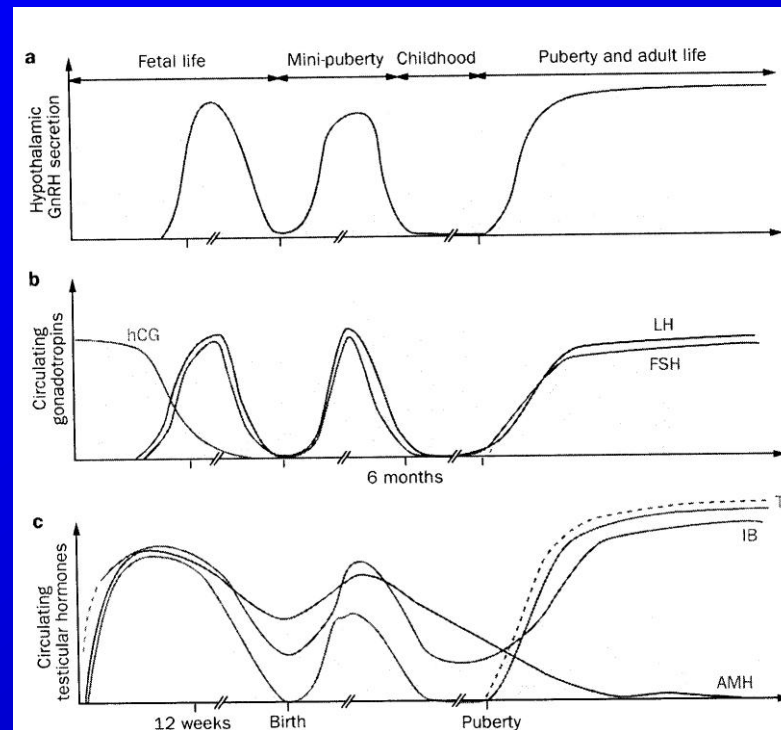 a
Fetal life
Mini-puberty
Childhood
Puberty and adult life
Hypothalamic
GnRH secretion
b
hCG
LH
FSH
Circulating
gonadotropins
6 months
c
T
IB
AMH
Circulating
testicular hormones
12 weeks
Birth
Puberty